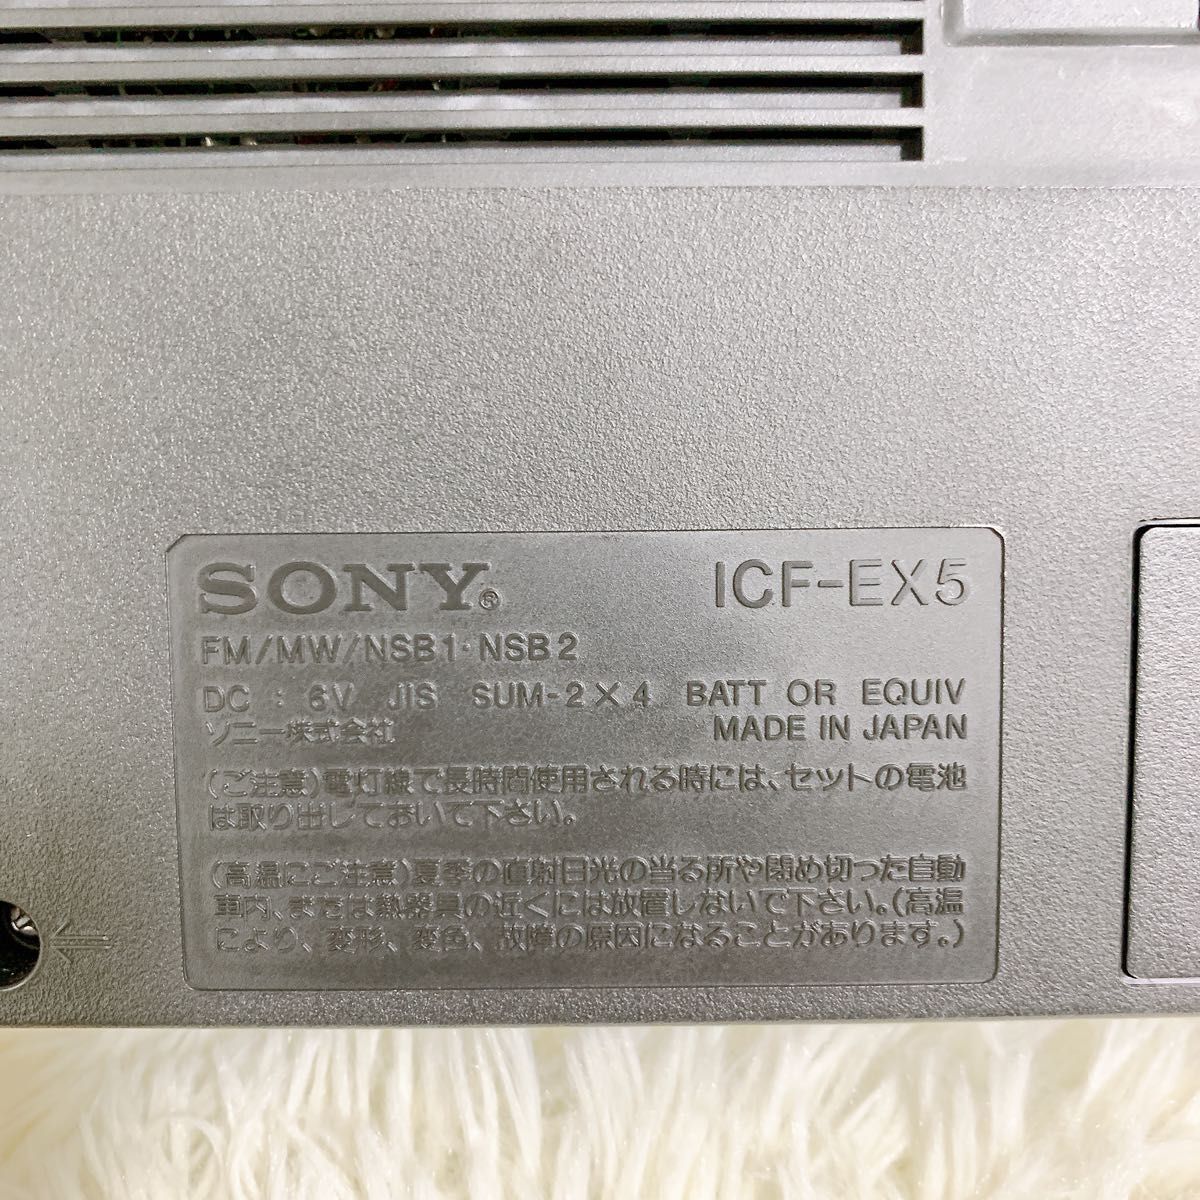 SONY® ICF-EX5
FM/MW/NSB1·NSB2
DC : 6V JIS SUM-2×4 BATT OR EQUIV
ソニー株式会社 MADE IN JAPAN
(ご注意)電灯線で長時間使用される時には、セットの電池
は取り出しておいて下さい。
(高温にご注意)夏季の直射日光の当る所や閉め切った自動
車内、または熱器具の近くには放置しないで下さい。(高温
により、変形、変色、故障の原因になることがあります。)